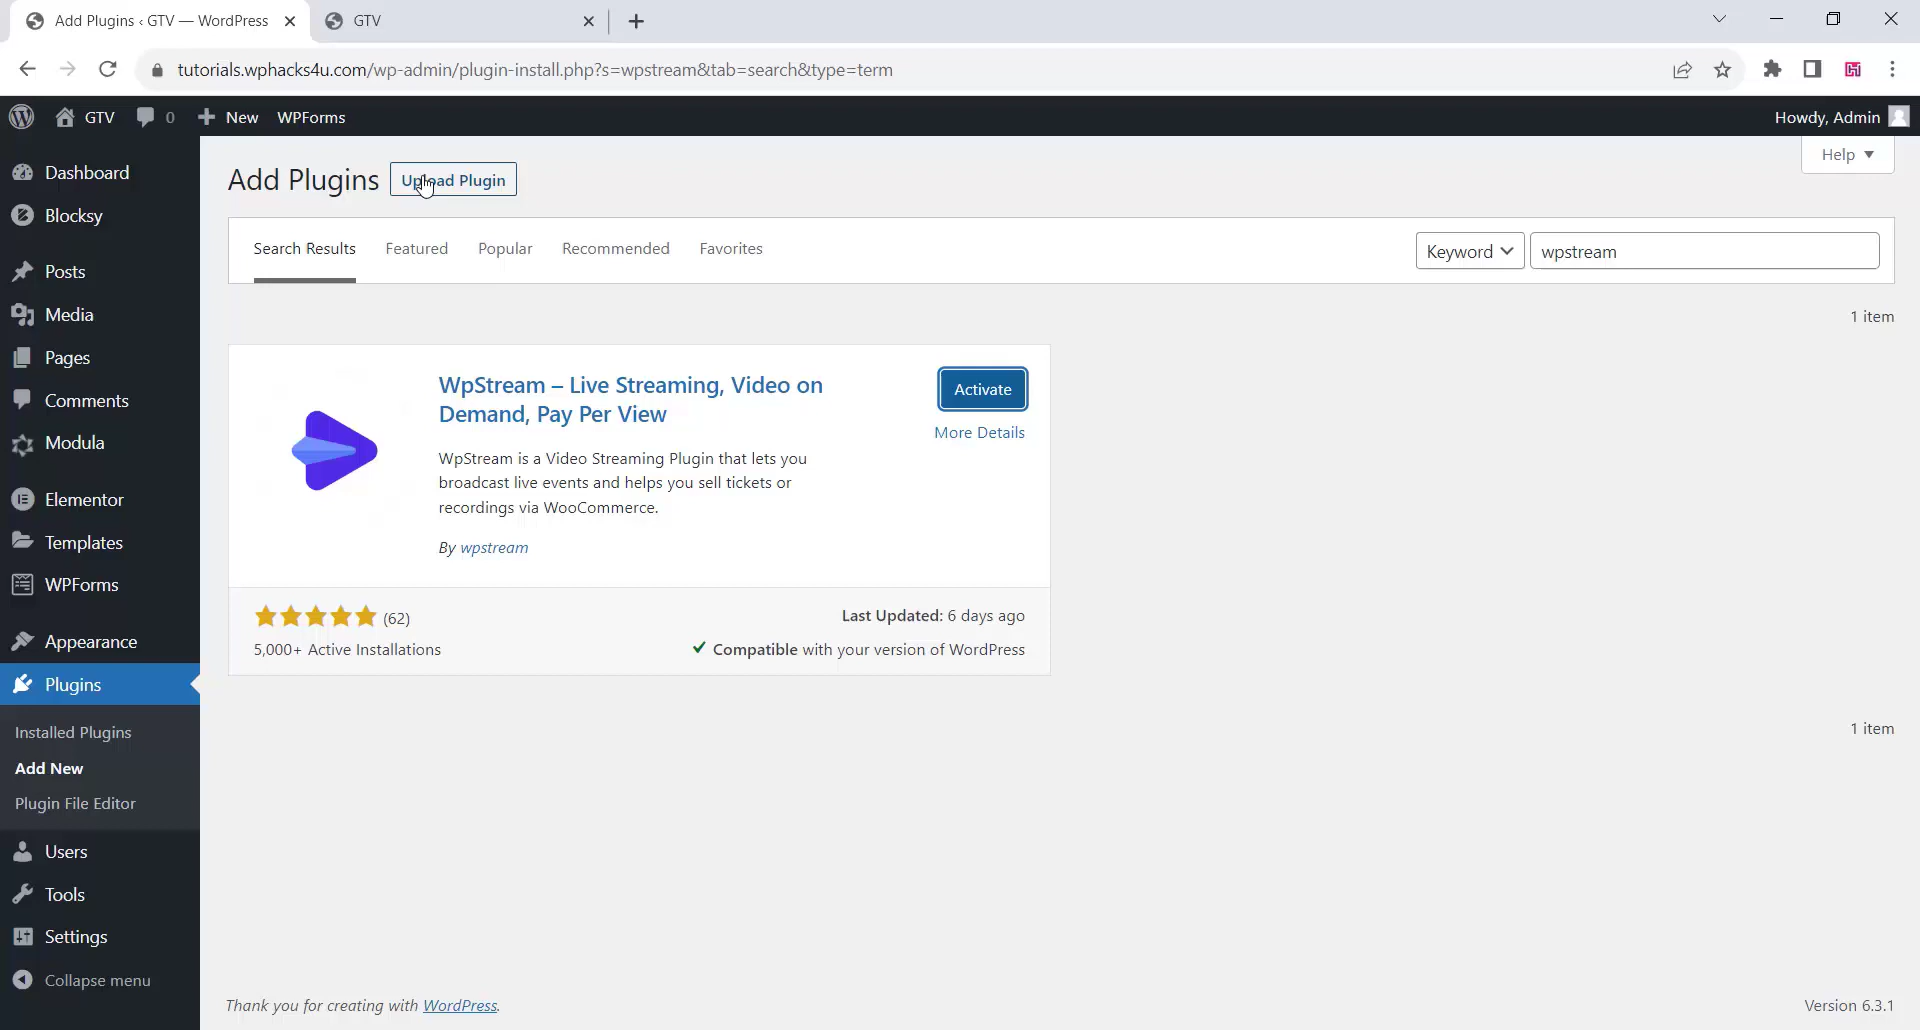 Add Plugins ‹ GTV — WordPress
GTV
tutorials.wphacks4u.com/wp-admin/plugin-install.php?s=wpstream&tab=search&type=term
GTV
0
New
WPForms
Howdy, Admin
Dashboard
Blocksy
Posts
Media
Pages
Comments
Modula
Elementor
Templates
WPForms
Appearance
Plugins
Installed Plugins
Add New
Plugin File Editor
Users
Tools
Settings
Collapse menu
Help
Add Plugins
Upload Plugin
Search Results
Featured
Popular
Recommended
Favorites
Keyword
wpstream
1 item
WpStream – Live Streaming, Video on
Demand, Pay Per View
Activate
More Details
WpStream is a Video Streaming Plugin that lets you
broadcast live events and helps you sell tickets or
recordings via WooCommerce.
By wpstream
(62)
5,000+ Active Installations
Last Updated: 6 days ago
Compatible with your version of WordPress
1 item
Thank you for creating with WordPress.
Version 6.3.1